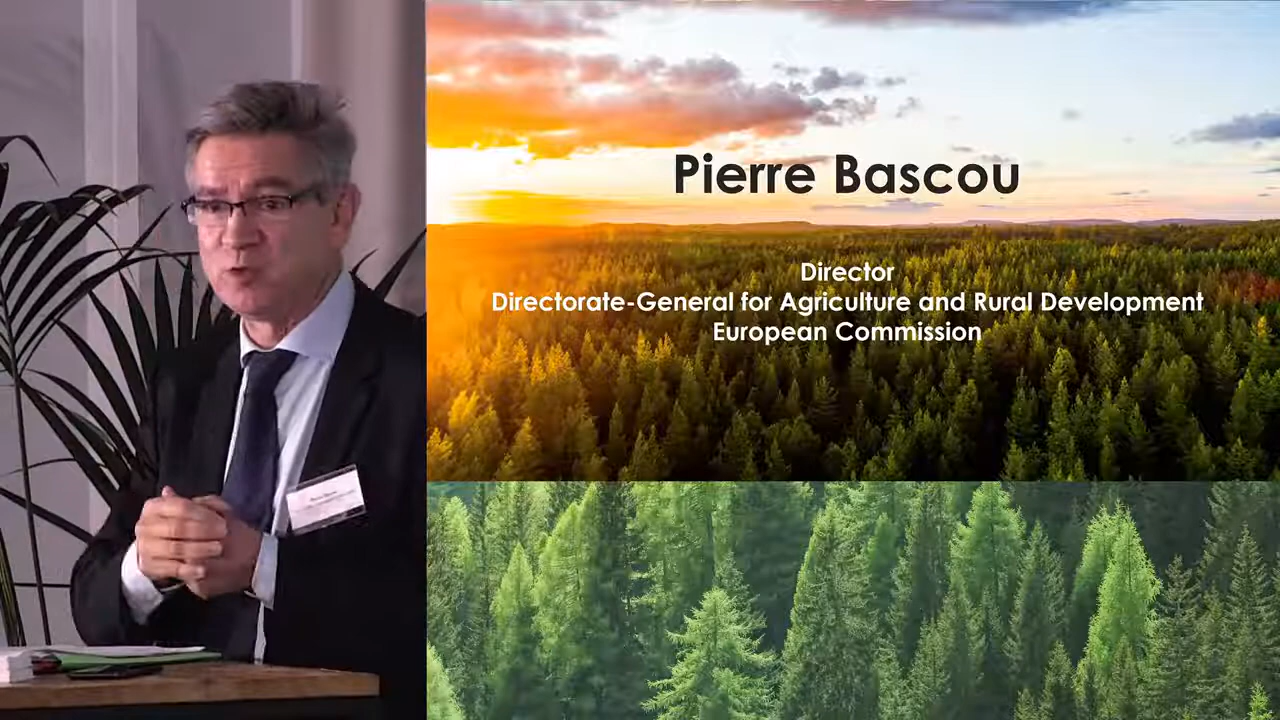 Pierre Bascou
Director
Directorate-General for Agriculture and Rural Development
European Commission